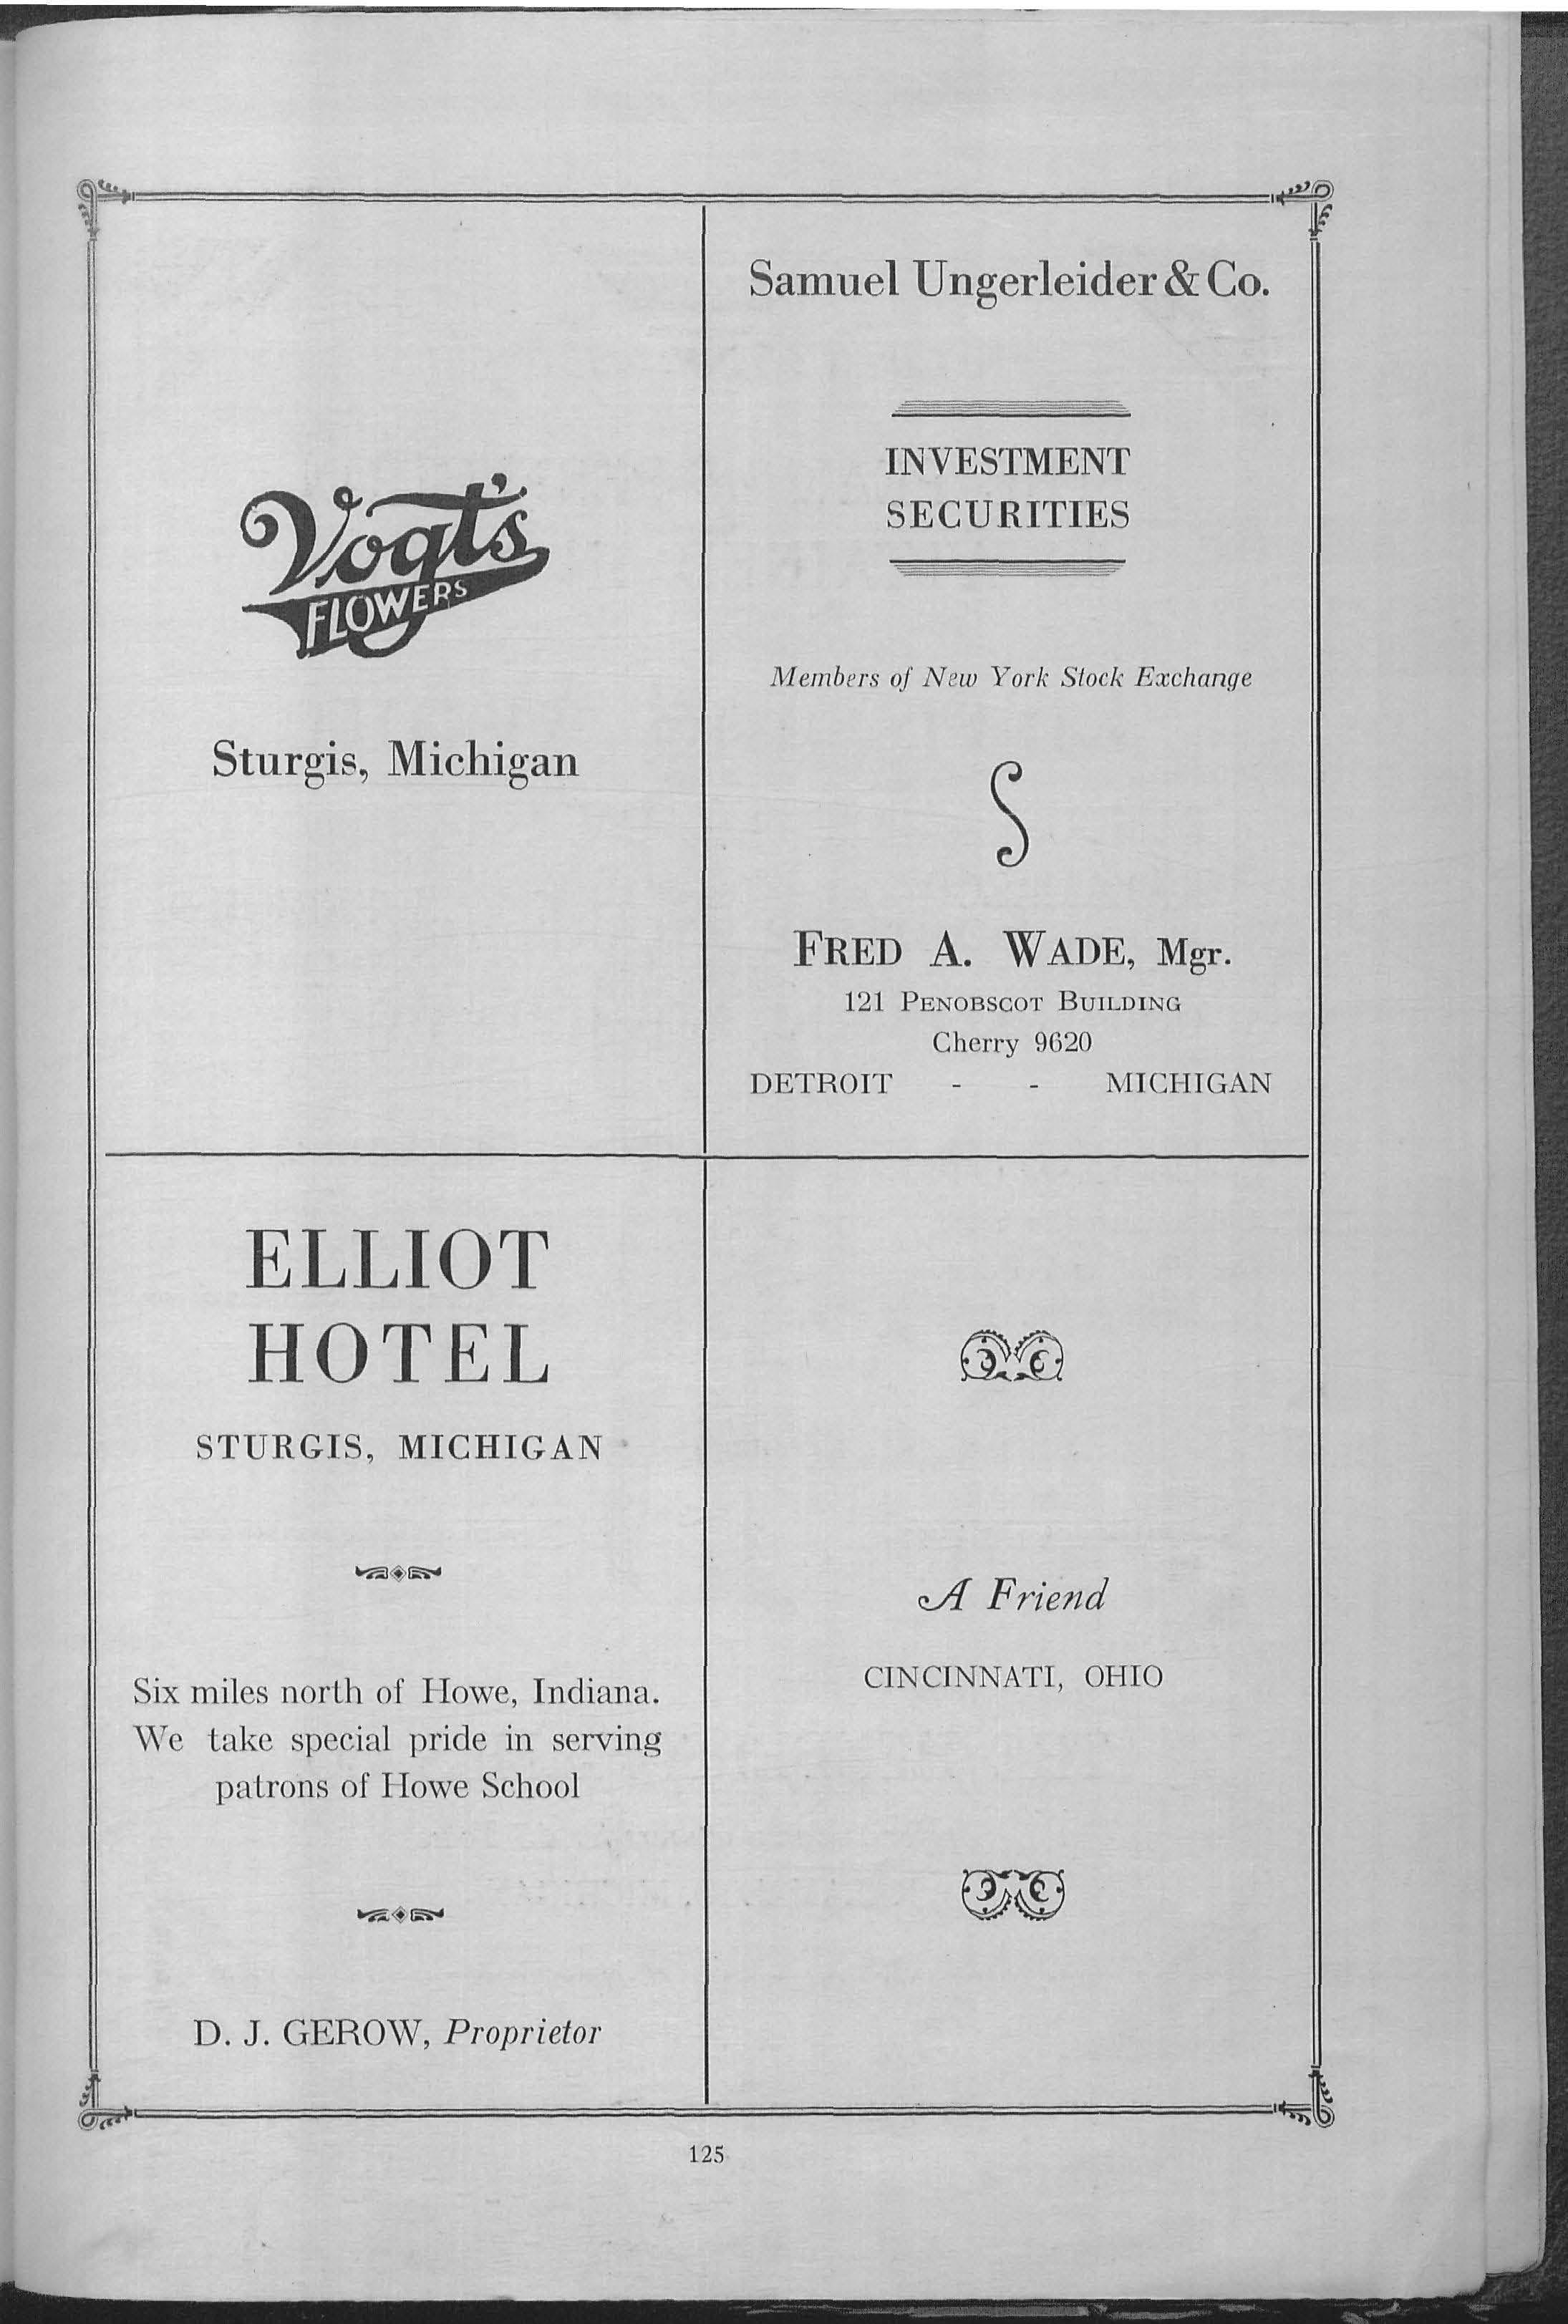 Vogt's
FLOWERS
Sturgis, Michigan
Samuel Ungerleider & Co.
INVESTMENT
SECURITIES
Members of New York Stock Exchange
FRED A. WADE, Mgr.
121 PENOBSCOT BUILDING
Cherry 9620
DETROIT - - MICHIGAN
ELLIOT
HOTEL
STURGIS, MICHIGAN
Six miles north of Howe, Indiana.
We take special pride in serving
patrons of Howe School
D. J. GEROW, Proprietor
A Friend
CINCINNATI, OHIO
125